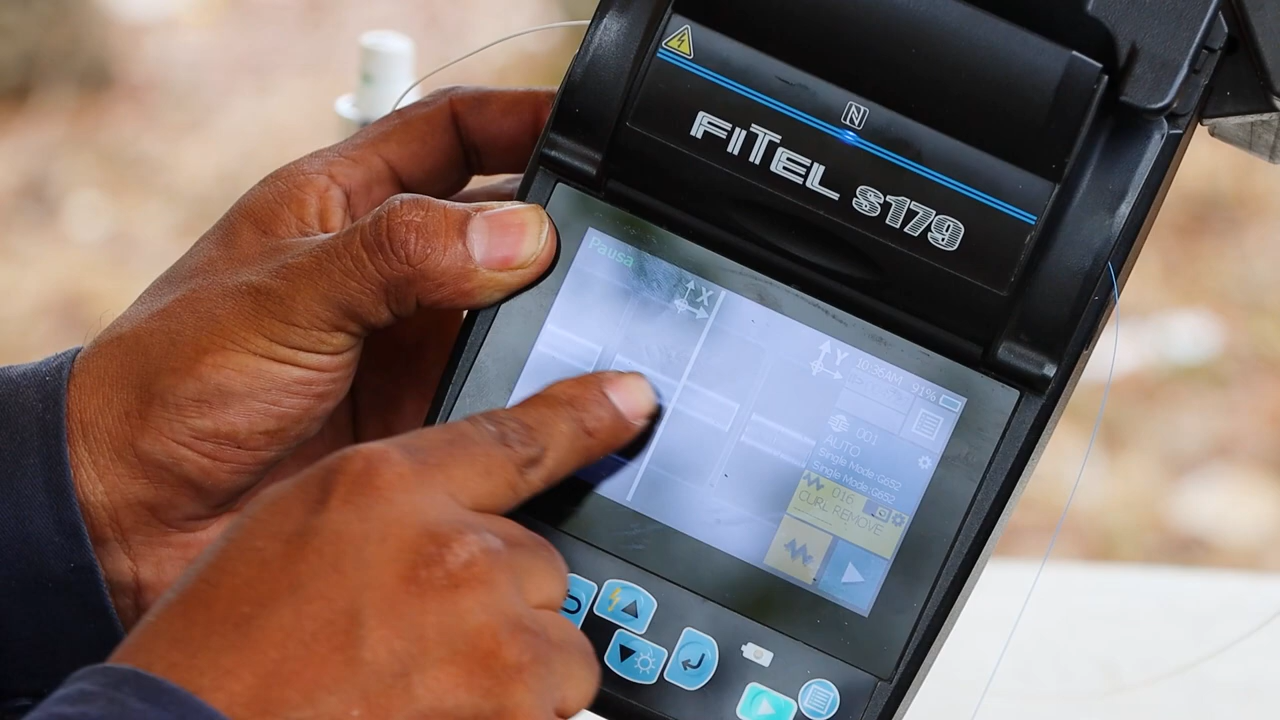 FITEL S179
Pausa
X
Y
10:36AM 91%
001
AUTO
Single Mode:G652
Single Mode:G652
016
CURL REMOVE